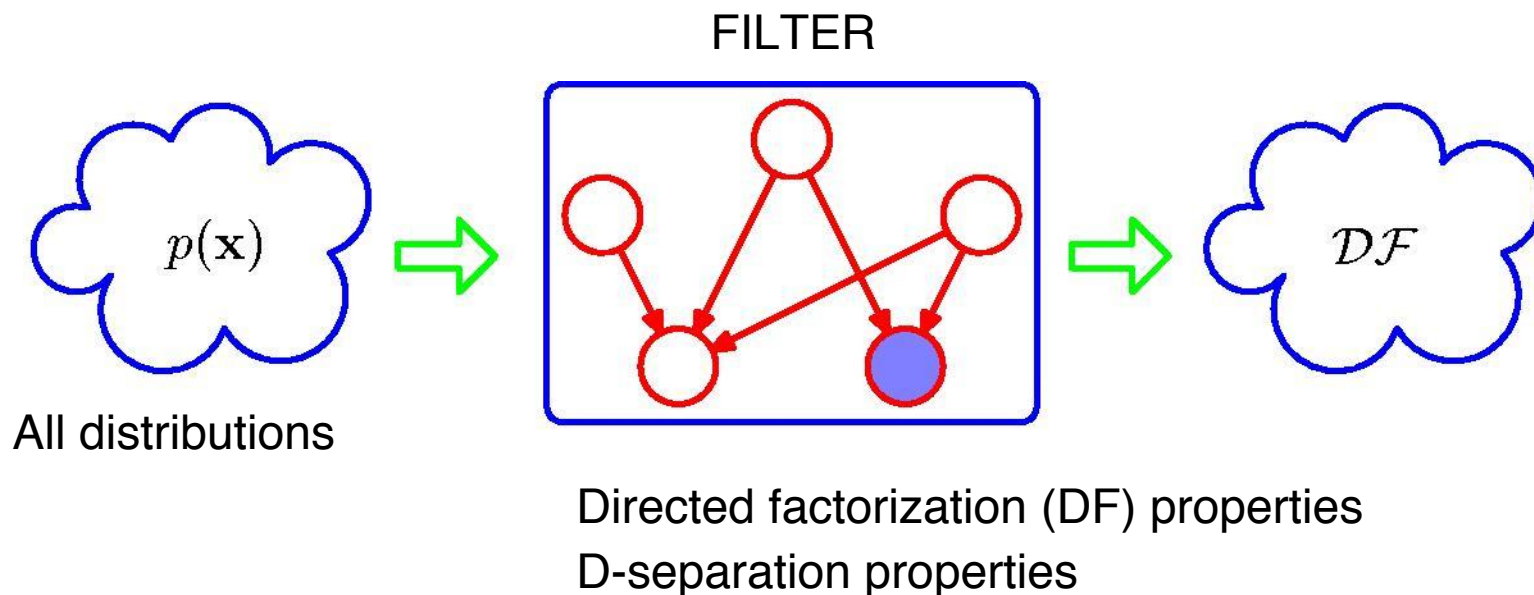 FILTER
p(x)
DF
All distributions
Directed factorization (DF) properties
D-separation properties